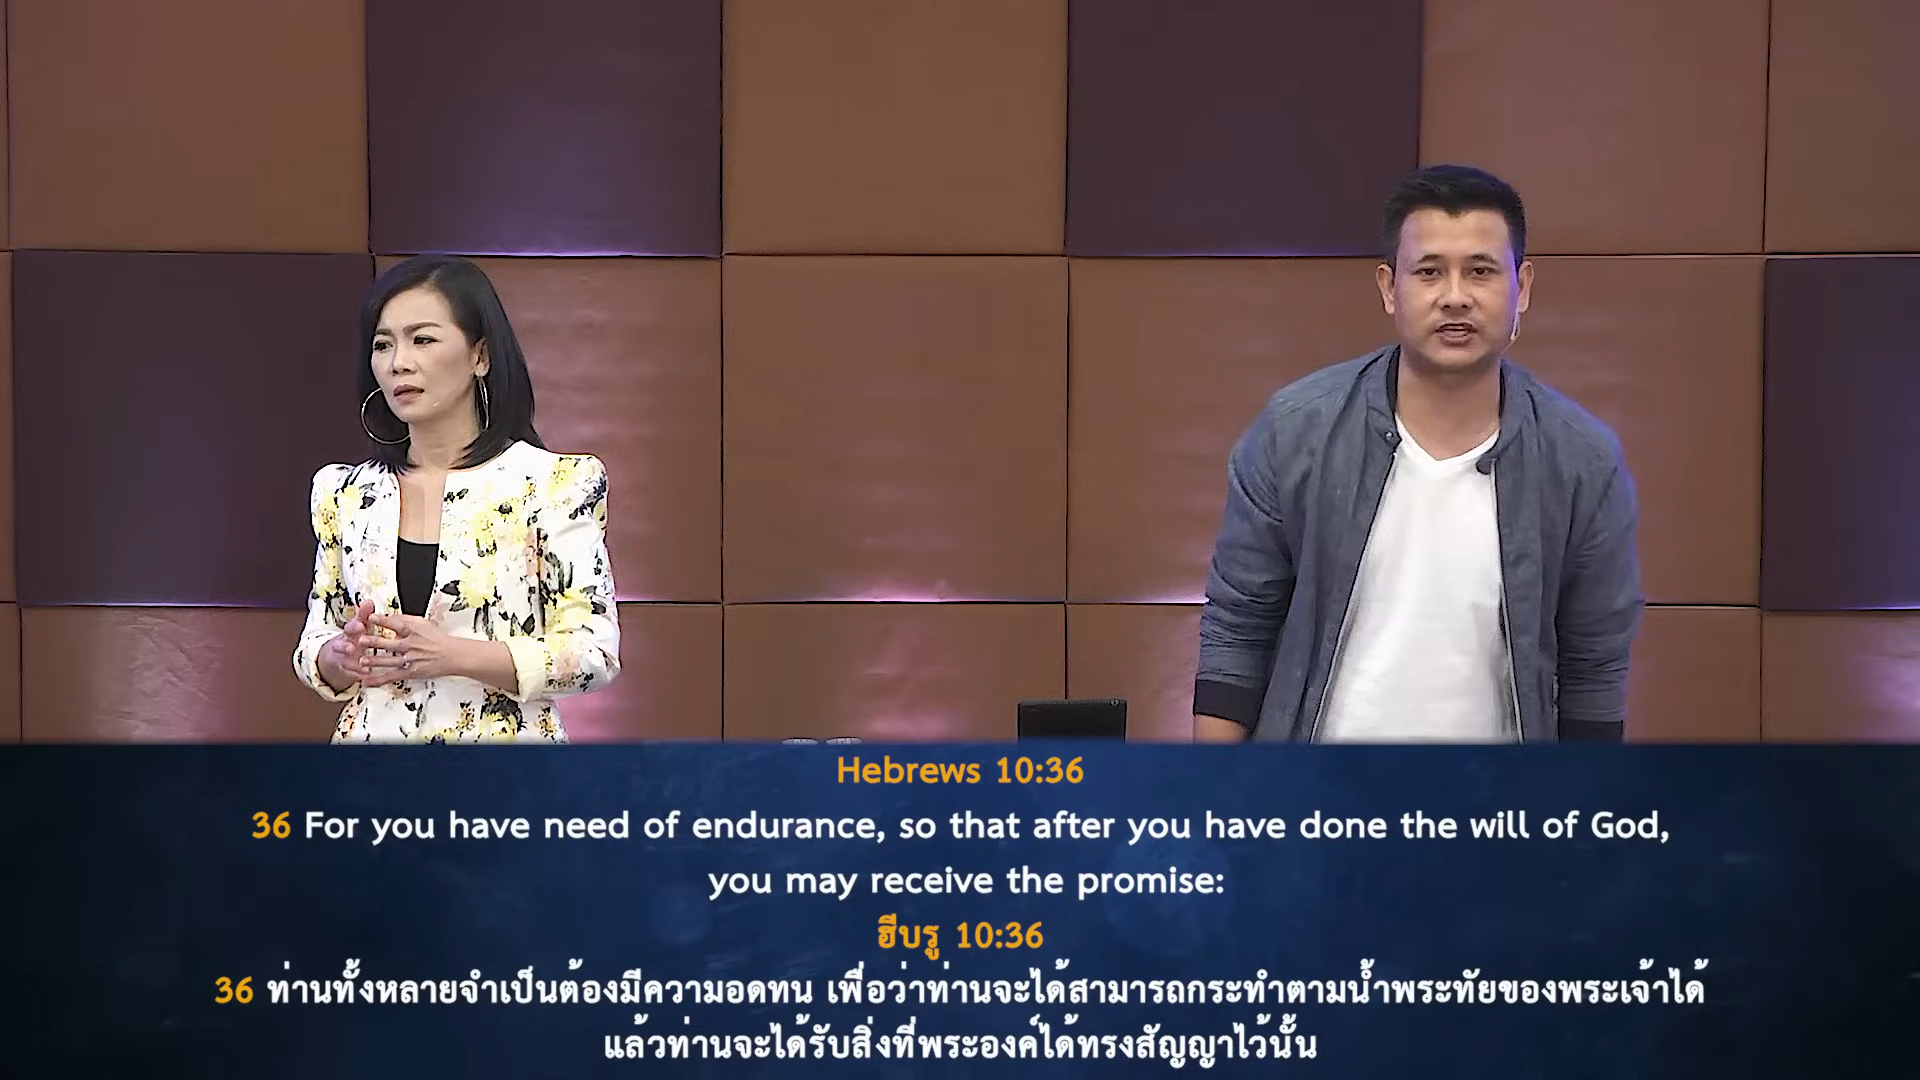 Hebrews 10:36
36 For you have need of endurance, so that after you have done the will of God,
you may receive the promise:
ฮีบรู 10:36
36 ท่านทั้งหลายจำเป็นต้องมีความอดทน เพื่อว่าท่านจะได้สามารถกระทำตามน้ำพระทัยของพระเจ้าได้
แล้วท่านจะได้รับสิ่งที่พระองค์ได้ทรงสัญญาไว้นั้น